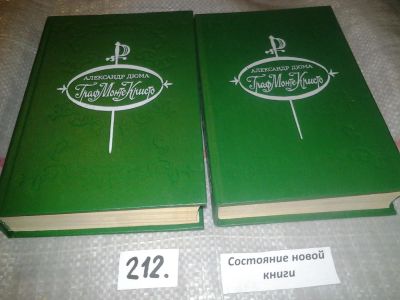 АЛЕКСАНДР ДЮМА
Граф Монте-Кристо
АЛЕКСАНДР ДЮМА
Граф Монте-Кристо
212.
Состояние новой
книги